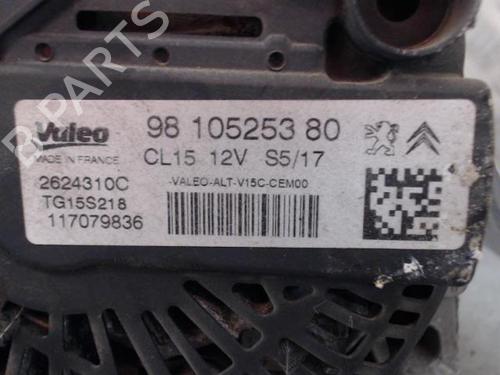 B-PARTS
Valeo
MADE IN FRANCE
98 105253 80
CL15 12V S5/17
2624310C
-VALEO-ALT-V15C-CEM00
TG15S218
117079836